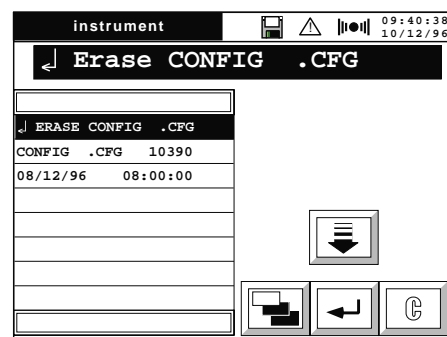 instrument
09:40:38
10/12/96
Erase CONFIG .CFG
ERASE CONFIG .CFG
CONFIG .CFG 10390
08/12/96 08:00:00
C